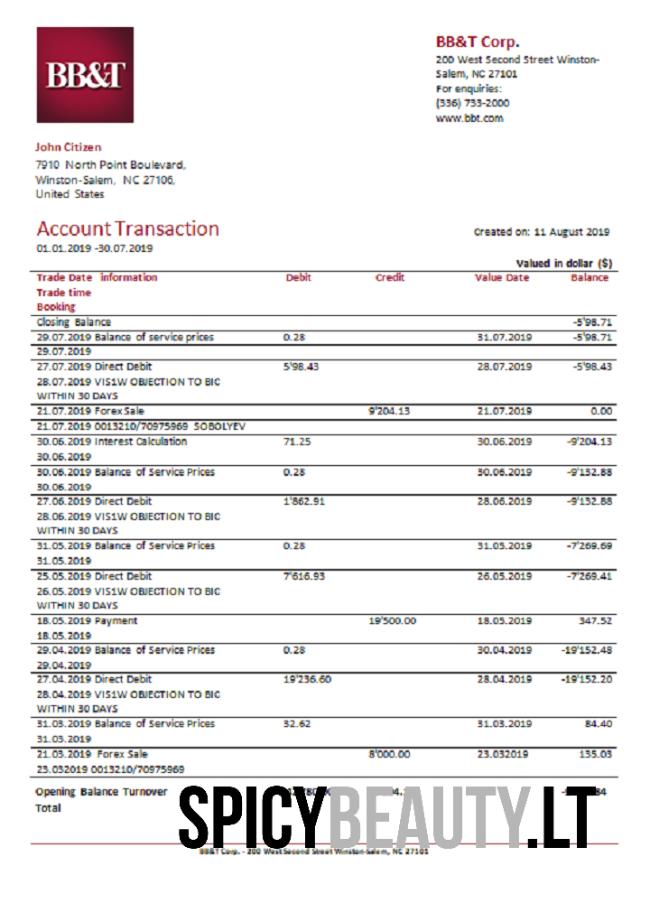 BB&T
BB&T Corp.
200 West Second Street Winston-
Salem, NC 27101
For enquiries:
(336) 733-2000
www.bbt.com
John Citizen
7910 North Point Boulevard,
Winston-Salem, NC 27106,
United States
Account Transaction
Created on: 11 August 2019
01.01.2019 -30.07.2019
Valued in dollar ($)
Trade Date information Debit Credit Value Date Balance
Trade time
Booking
Closing Balance -5'98.71
29.07.2019 Balance of service prices 0.28 31.07.2019 -5'98.71
29.07.2019
27.07.2019 Direct Debit 5'98.43 28.07.2019 -5'98.43
28.07.2019 VIS1W OBJECTION TO BIC
WITHIN 30 DAYS
21.07.2019 Forex Sale 9'204.13 21.07.2019 0.00
21.07.2019 0013210/70975969 SOBOLYEV
30.06.2019 Interest Calculation 71.25 30.06.2019 -9'204.13
30.06.2019
30.06.2019 Balance of Service Prices 0.28 30.06.2019 -9'132.88
30.06.2019
27.06.2019 Direct Debit 1'862.91 28.06.2019 -9'132.88
28.06.2019 VIS1W OBJECTION TO BIC
WITHIN 30 DAYS
31.05.2019 Balance of Service Prices 0.28 31.05.2019 -7'269.69
31.05.2019
25.05.2019 Direct Debit 7'616.93 26.05.2019 -7'269.41
26.05.2019 VIS1W OBJECTION TO BIC
WITHIN 30 DAYS
18.05.2019 Payment 19'500.00 18.05.2019 347.52
18.05.2019
29.04.2019 Balance of Service Prices 0.28 30.04.2019 -19'152.48
29.04.2019
27.04.2019 Direct Debit 19'236.60 28.04.2019 -19'152.20
28.04.2019 VIS1W OBJECTION TO BIC
WITHIN 30 DAYS
31.03.2019 Balance of Service Prices 32.62 31.03.2019 84.40
31.03.2019
21.03.2019 Forex Sale 8'000.00 23.032019 135.03
23.032019 0013210/70975969
Opening Balance Turnover
Total
SPICYBEAUTY.LT
BB&T Corp. - 200 West Second Street Winston-Salem, NC 27101